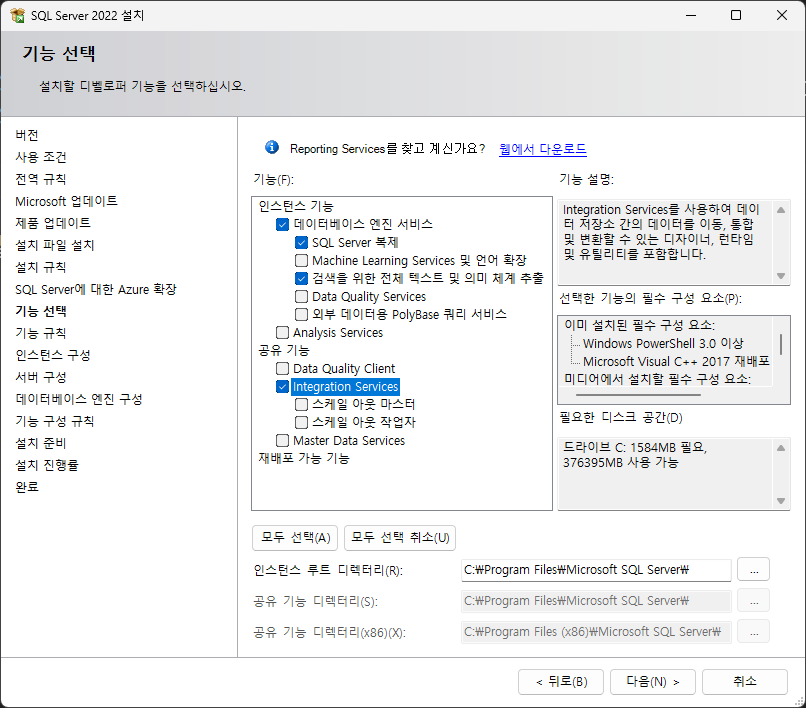 SQL Server 2022 설치
기능 선택
설치할 디벨로퍼 기능을 선택하십시오.
버전
사용 조건
전역 규칙
Microsoft 업데이트
제품 업데이트
설치 파일 설치
설치 규칙
SQL Server에 대한 Azure 확장
기능 선택
기능 규칙
인스턴스 구성
서버 구성
데이터베이스 엔진 구성
기능 구성 규칙
설치 준비
설치 진행률
완료
Reporting Services를 찾고 계신가요? 웹에서 다운로드
기능(F):
인스턴스 기능
데이터베이스 엔진 서비스
SQL Server 복제
Machine Learning Services 및 언어 확장
검색을 위한 전체 텍스트 및 의미 체계 추출
Data Quality Services
외부 데이터용 PolyBase 쿼리 서비스
Analysis Services
공유 기능
Data Quality Client
Integration Services
스케일 아웃 마스터
스케일 아웃 작업자
Master Data Services
재배포 가능 기능
기능 설명:
Integration Services를 사용하여 데이
터 저장소 간의 데이터를 이동, 통합
및 변환할 수 있는 디자이너, 런타임
및 유틸리티를 포함합니다.
선택한 기능의 필수 구성 요소(P):
이미 설치된 필수 구성 요소:
Windows PowerShell 3.0 이상
Microsoft Visual C++ 2017 재배포
미디어에서 설치할 필수 구성 요소:
필요한 디스크 공간(D)
드라이브 C: 1584MB 필요,
376395MB 사용 가능
모두 선택(A) 모두 선택 취소(U)
인스턴스 루트 디렉터리(R): C:₩Program Files₩Microsoft SQL Server₩ ...
공유 기능 디렉터리(S): C:₩Program Files₩Microsoft SQL Server₩ ...
공유 기능 디렉터리(x86)(X): C:₩Program Files (x86)₩Microsoft SQL Server₩ ...
< 뒤로(B) 다음(N) > 취소